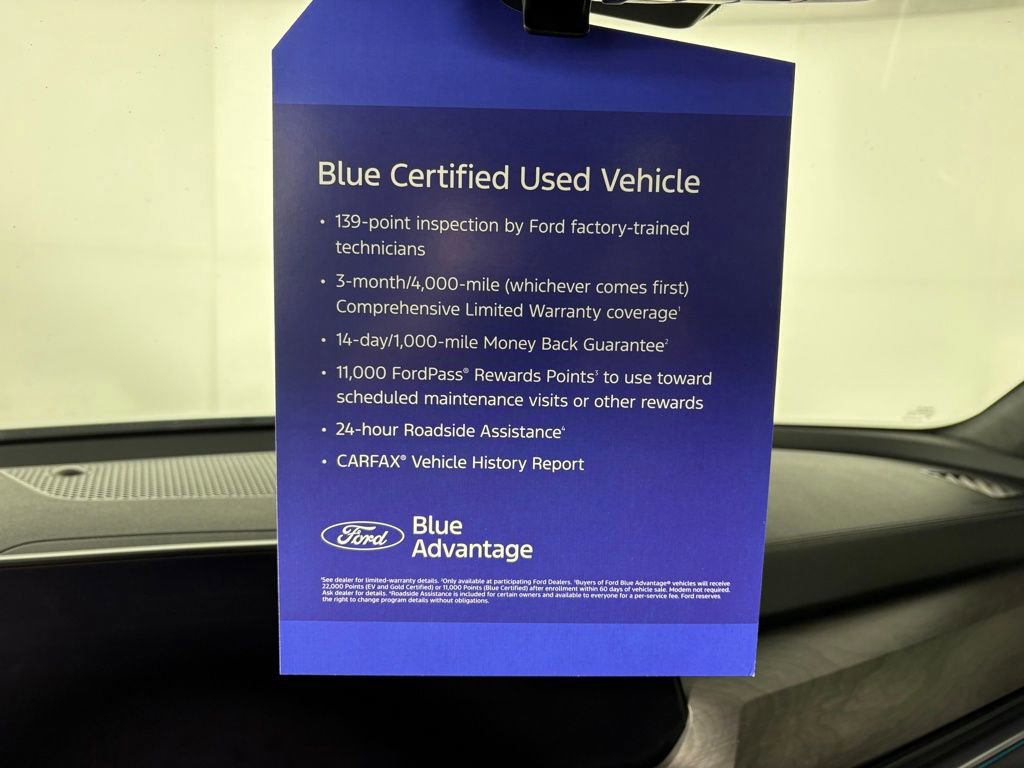 Blue Certified Used Vehicle
• 139-point inspection by Ford factory-trained
technicians
• 3-month/4,000-mile (whichever comes first)
Comprehensive Limited Warranty coverage¹
• 14-day/1,000-mile Money Back Guarantee²
• 11,000 FordPass® Rewards Points³ to use toward
scheduled maintenance visits or other rewards
• 24-hour Roadside Assistance⁴
• CARFAX® Vehicle History Report
Ford Blue
Advantage
¹See dealer for limited-warranty details. ²Only available at participating Ford Dealers. ³Buyers of Ford Blue Advantage® vehicles will receive
22,000 Points (EV and Gold Certified) or 11,000 Points (Blue Certified) after enrollment within 60 days of vehicle sale. Modem not required.
Ask dealer for details. ⁴Roadside Assistance is included for certain owners and available to everyone for a per-service fee. Ford reserves
the right to change program details without obligations.